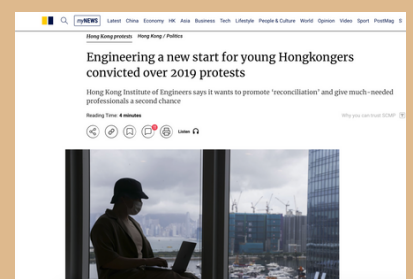 myNEWS Latest China Economy HK Asia Business Tech Lifestyle People & Culture World Opinion Video Sport PostMag S
Hong Kong protests Hong Kong / Politics
Engineering a new start for young Hongkongers
convicted over 2019 protests
Hong Kong Institute of Engineers says it wants to promote ‘reconciliation’ and give much-needed
professionals a second chance
Reading Time: 4 minutes
Why you can trust SCMP
Listen